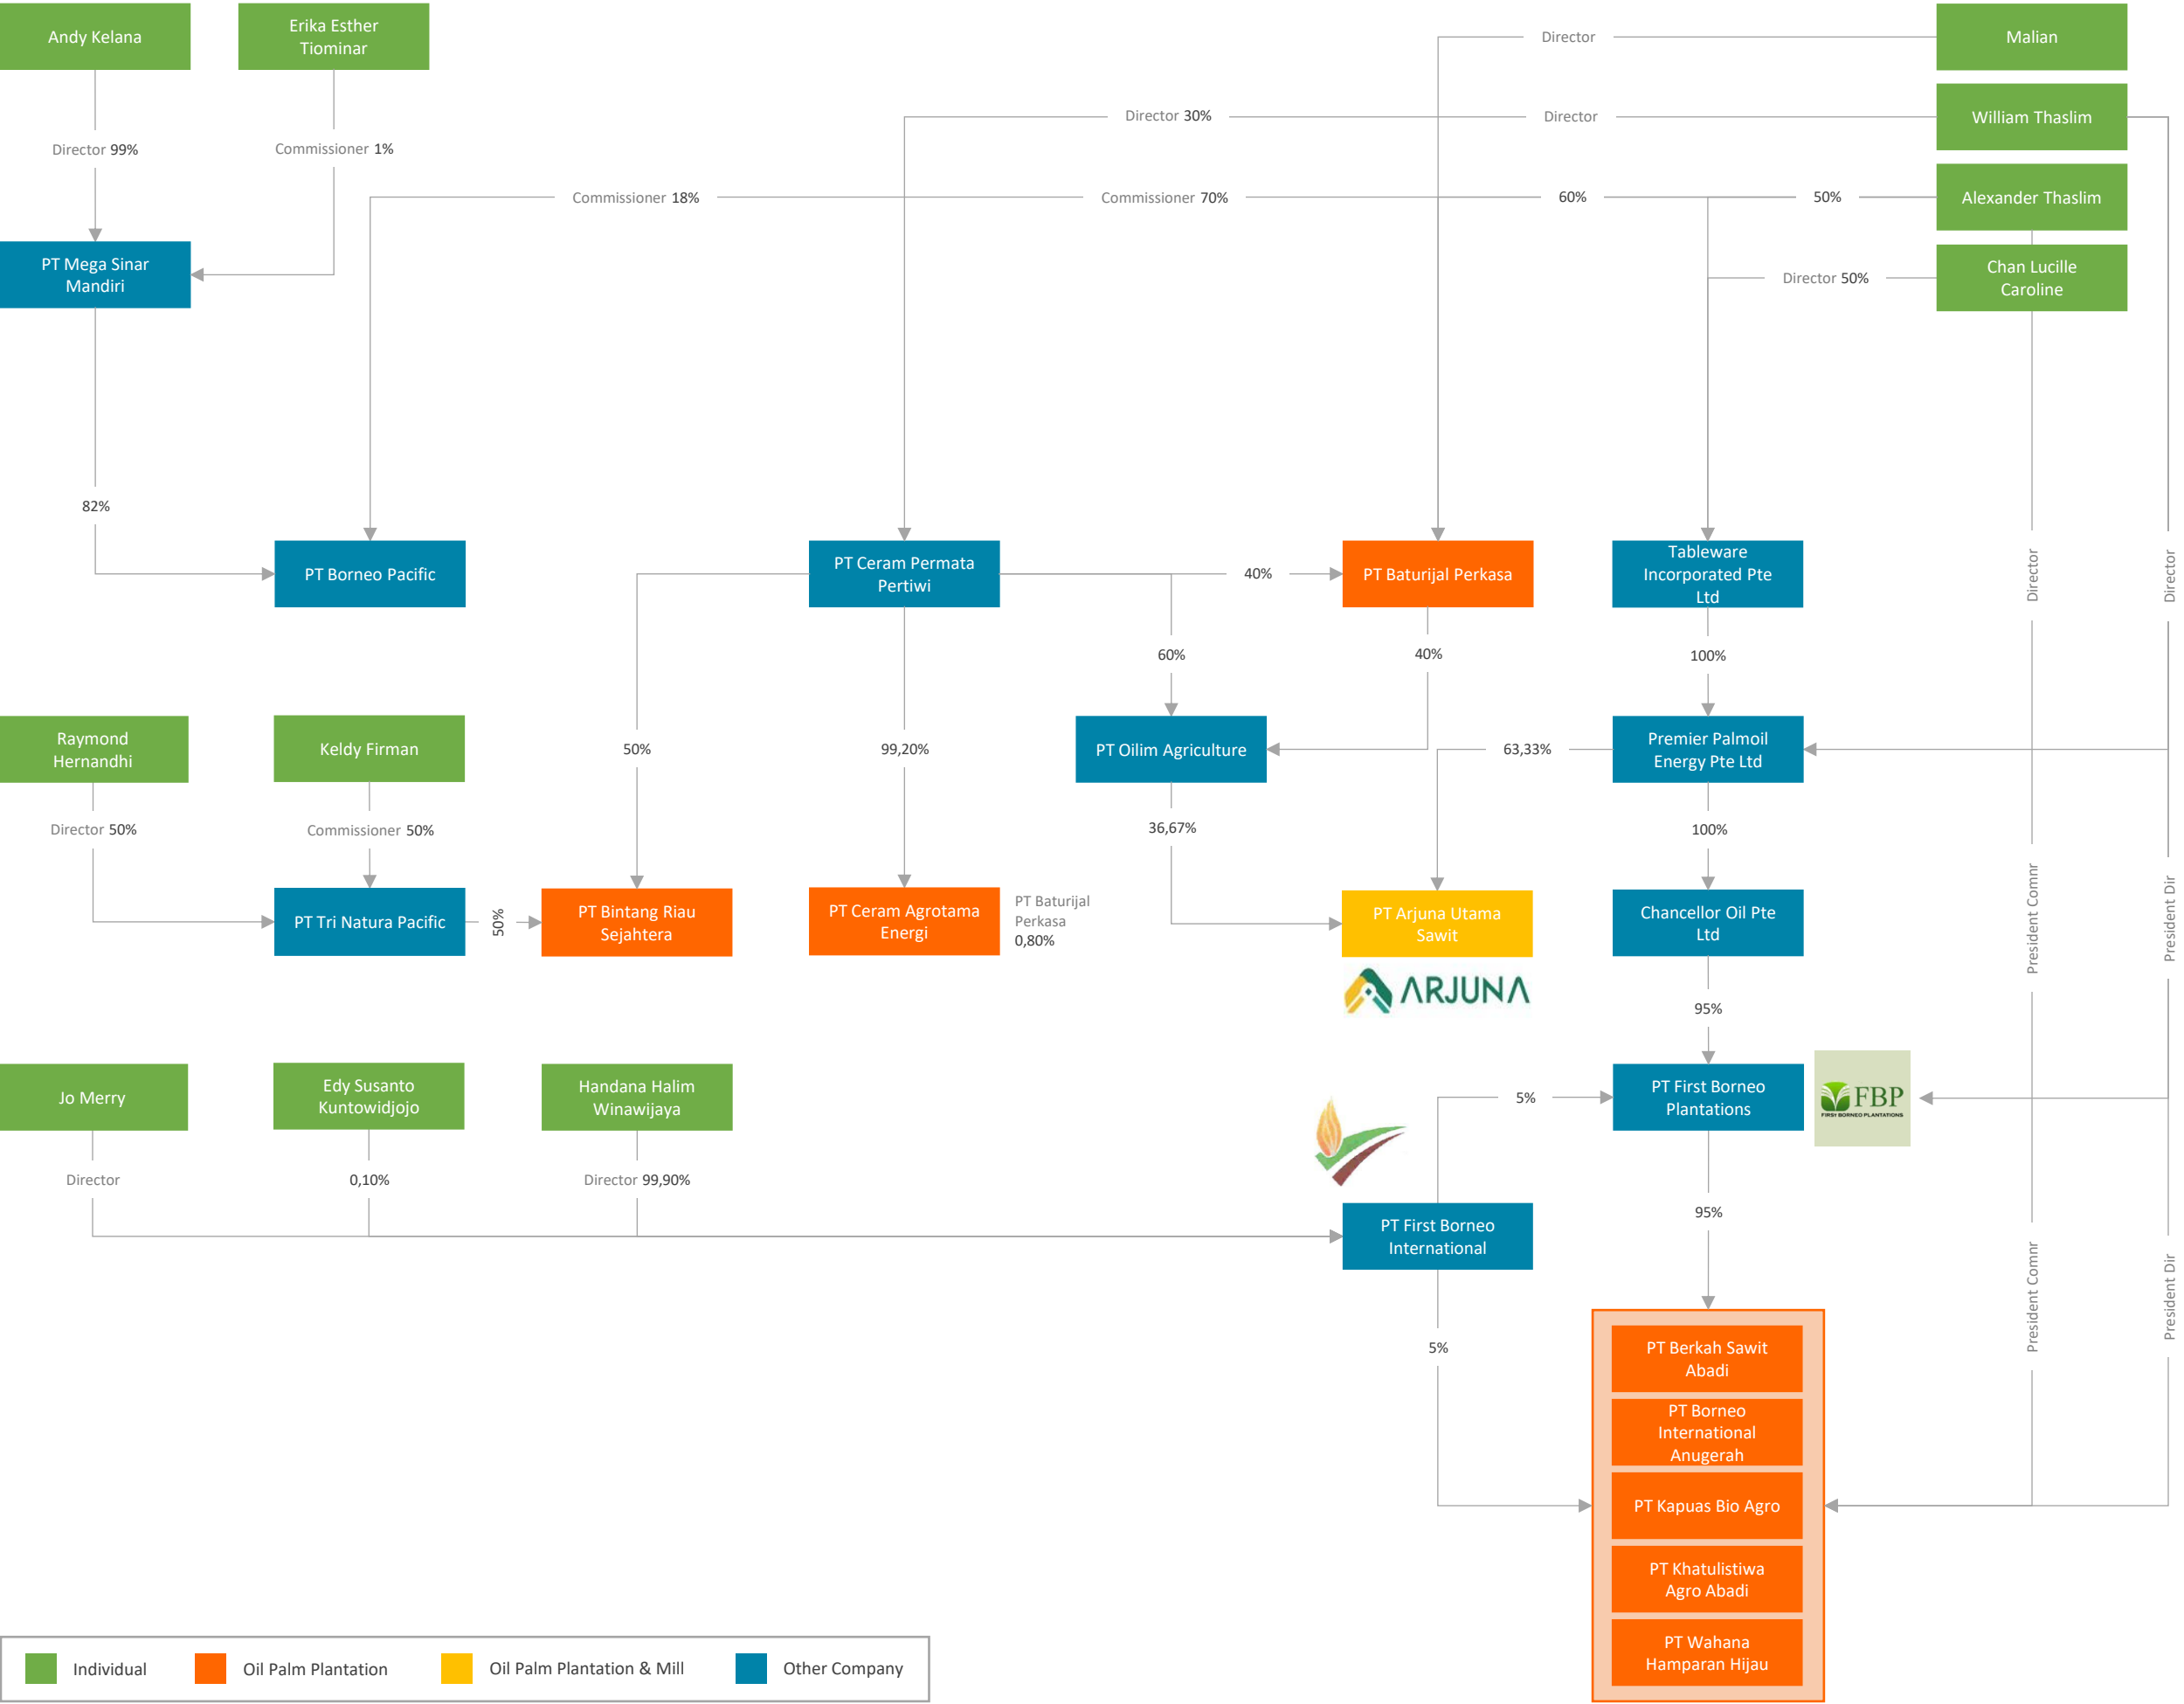 Andy Kelana
Erika Esther
Tiominar
Director
Malian
Director 30%
Director
William Thaslim
Director 99%
Commissioner 1%
Commissioner 18%
Commissioner 70%
60%
50%
Alexander Thaslim
PT Mega Sinar
Mandiri
Director 50%
Chan Lucille
Caroline
82%
PT Borneo Pacific
PT Ceram Permata
Pertiwi
40%
PT Baturijal Perkasa
Tableware
Incorporated Pte
Ltd
Director
Director
60%
40%
100%
Raymond
Hernandhi
Keldy Firman
50%
99,20%
PT Oilim Agriculture
63,33%
Premier Palmoil
Energy Pte Ltd
Director 50%
Commissioner 50%
36,67%
100%
PT Tri Natura Pacific
50%
PT Bintang Riau
Sejahtera
PT Ceram Agrotama
Energi
PT Baturijal
Perkasa
0,80%
PT Arjuna Utama
Sawit
Chancellor Oil Pte
Ltd
President Comnr
President Dir
ARJUNA
95%
Jo Merry
Edy Susanto
Kuntowidjojo
Handana Halim
Winawijaya
5%
PT First Borneo
Plantations
FBP
FIRST BORNEO PLANTATIONS
Director
0,10%
Director 99,90%
95%
PT First Borneo
International
President Comnr
President Dir
5%
PT Berkah Sawit
Abadi
PT Borneo
International
Anugerah
PT Kapuas Bio Agro
PT Khatulistiwa
Agro Abadi
PT Wahana
Hamparan Hijau
Individual
Oil Palm Plantation
Oil Palm Plantation & Mill
Other Company